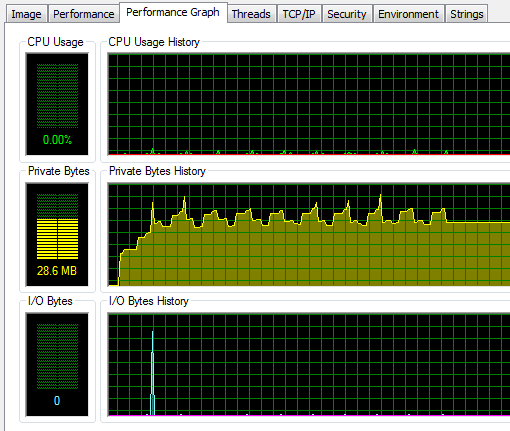 Image Performance Performance Graph Threads TCP/IP Security Environment Strings
CPU Usage CPU Usage History
0.00%
Private Bytes Private Bytes History
28.6 MB
I/O Bytes I/O Bytes History
0